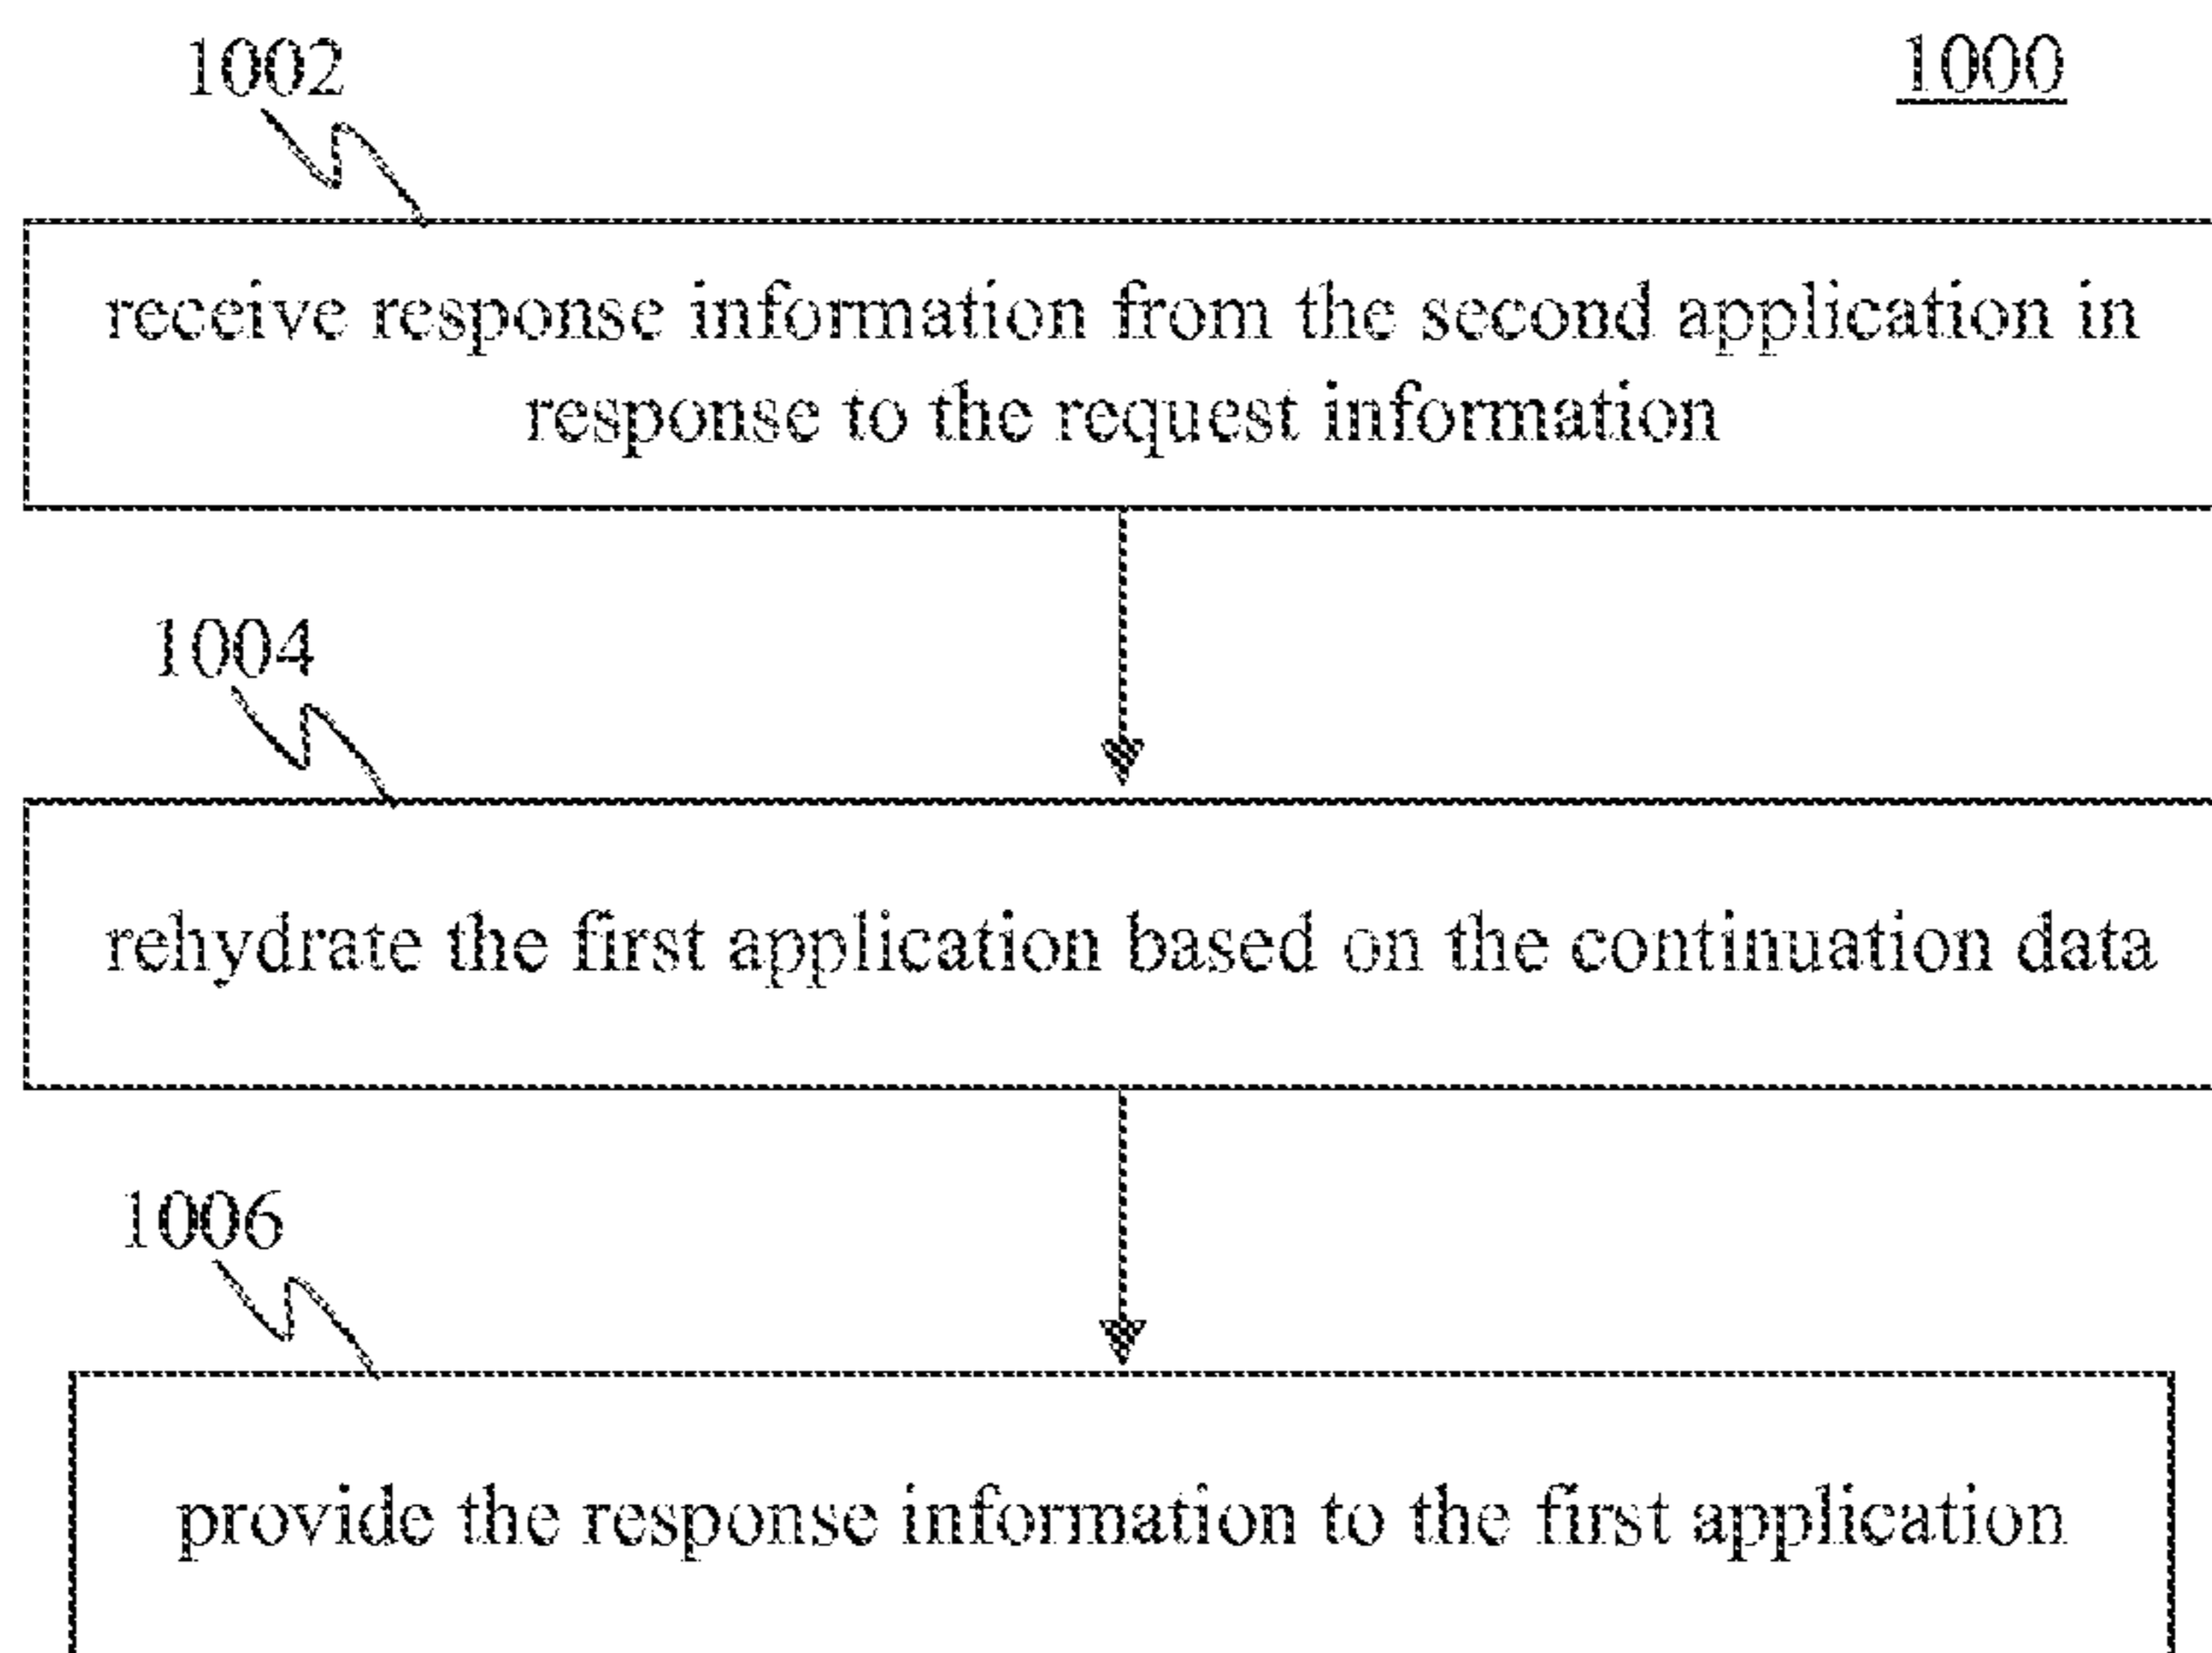 1002
1000
receive response information from the second application in
response to the request information
1004
rehydrate the first application based on the continuation data
1006
provide the response information to the first application